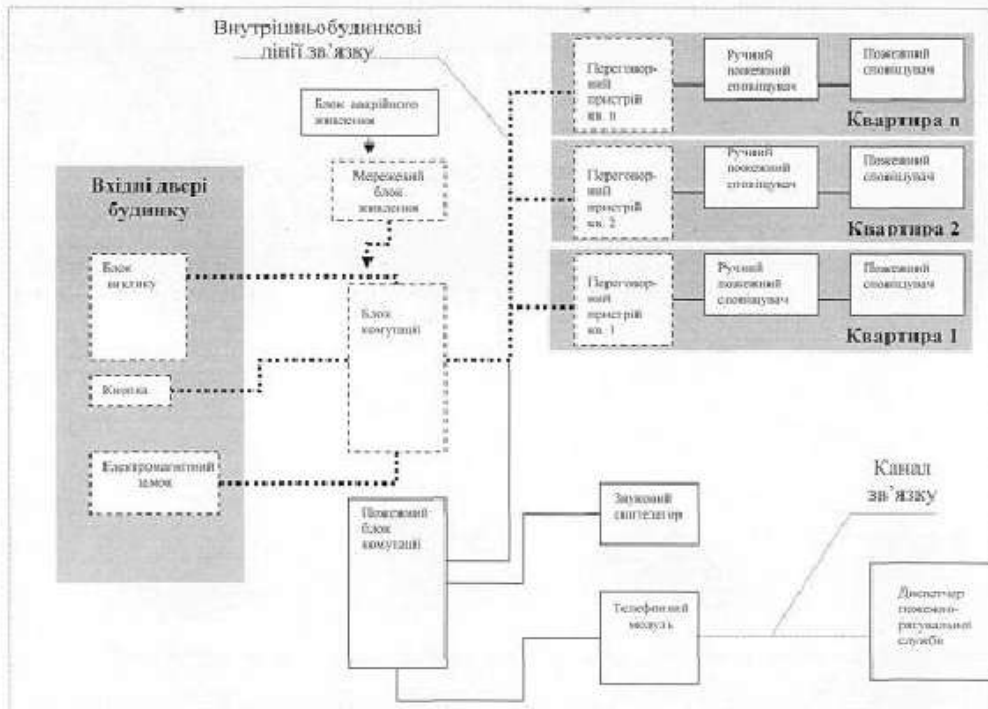 Внутрішньобудинкові
лінії зв’язку
Блок аварійного
живлення
Мережевий
блок
живлення
Вхідні двері
будинку
Блок
виклику
Кнопка
Електромагнітний
замок
Блок
комутації
Пожежний
блок
комутації
Переговор-
ний
пристрій
кв. n
Ручний
пожежний
сповіщувач
Пожежний
сповіщувач
Квартира n
Переговор-
ний
пристрій
кв. 2
Ручний
пожежний
сповіщувач
Пожежний
сповіщувач
Квартира 2
Переговор-
ний
пристрій
кв. 1
Ручний
пожежний
сповіщувач
Пожежний
сповіщувач
Квартира 1
Звуковий
синтезатор
Телефонний
модуль
Канал
зв’язку
Диспетчер
пожежно-
рятувальної
служби